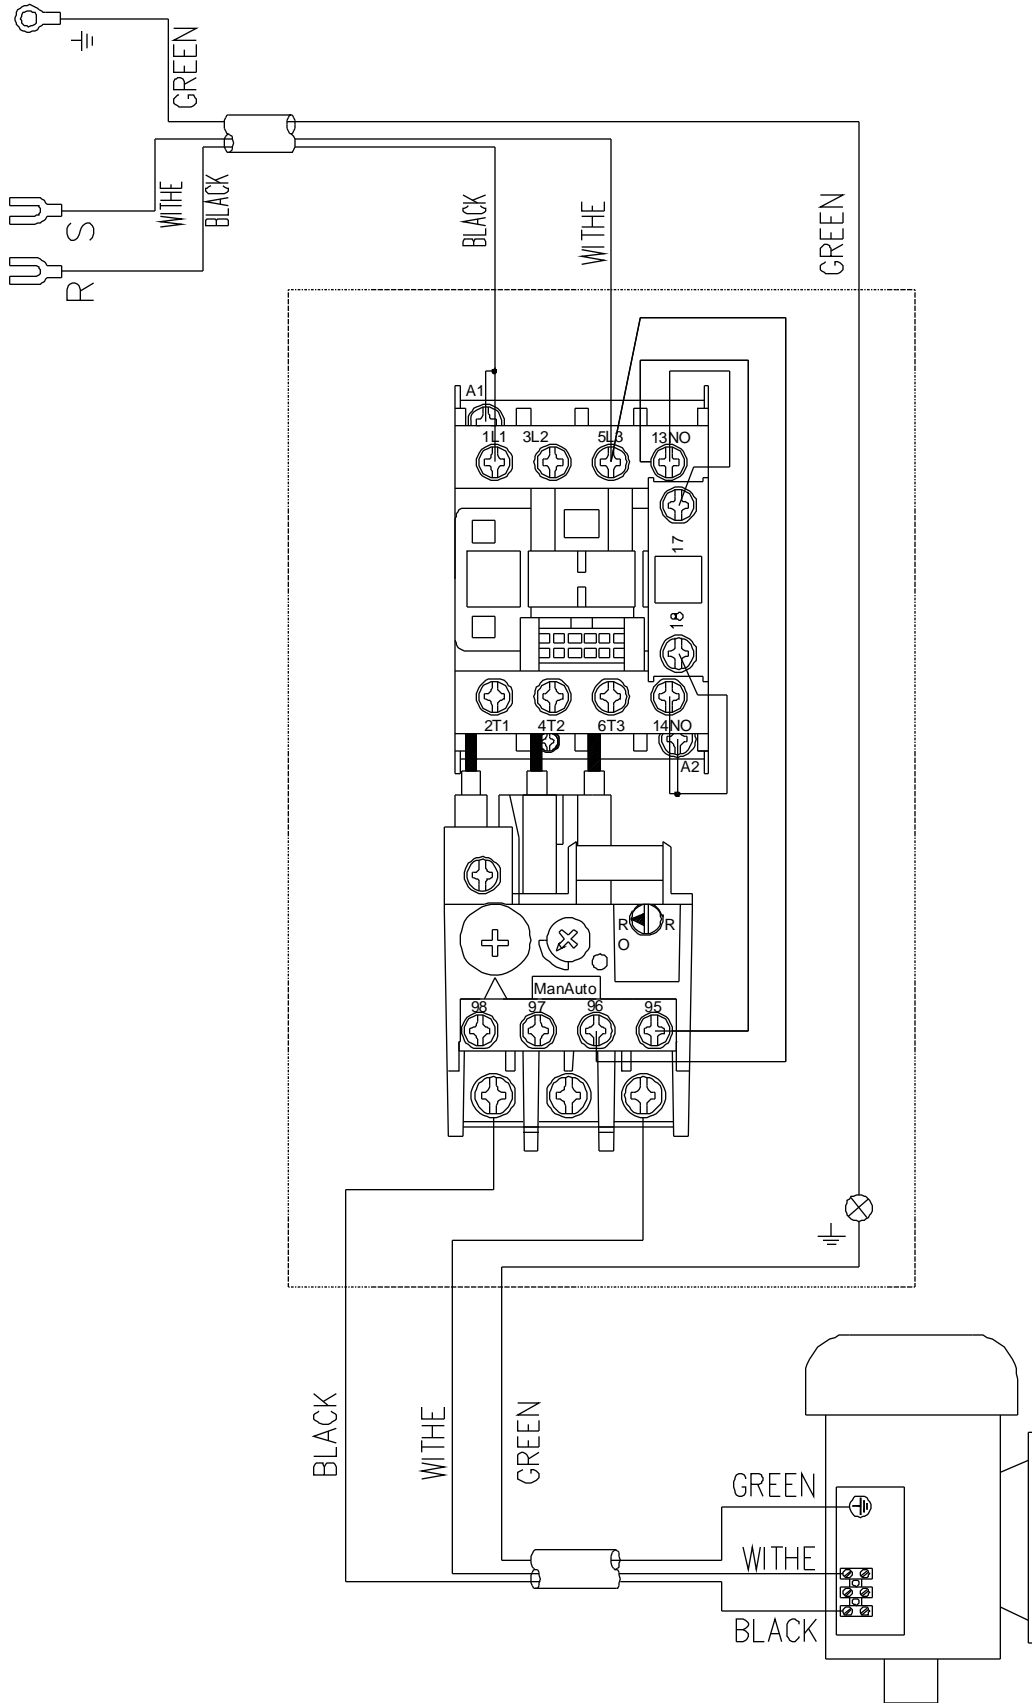 GREEN
WITHE
BLACK
S
R
BLACK
WITHE
GREEN
A1
1L1 3L2 5L3 13NO
17
18
2T1 4T2 6T3 14NO
A2
R R
O
ManAuto
98 97 96 95
BLACK
WITHE
GREEN
GREEN
WITHE
BLACK